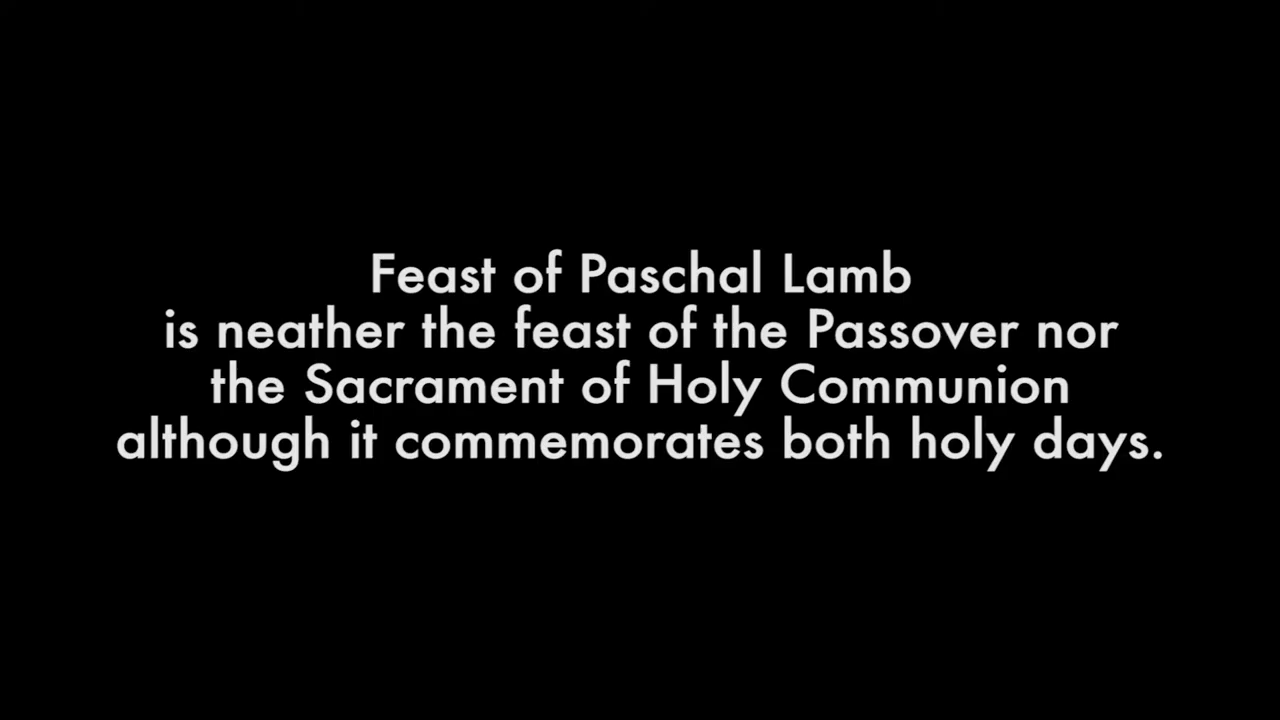 Feast of Paschal Lamb
is neather the feast of the Passover nor
the Sacrament of Holy Communion
although it commemorates both holy days.